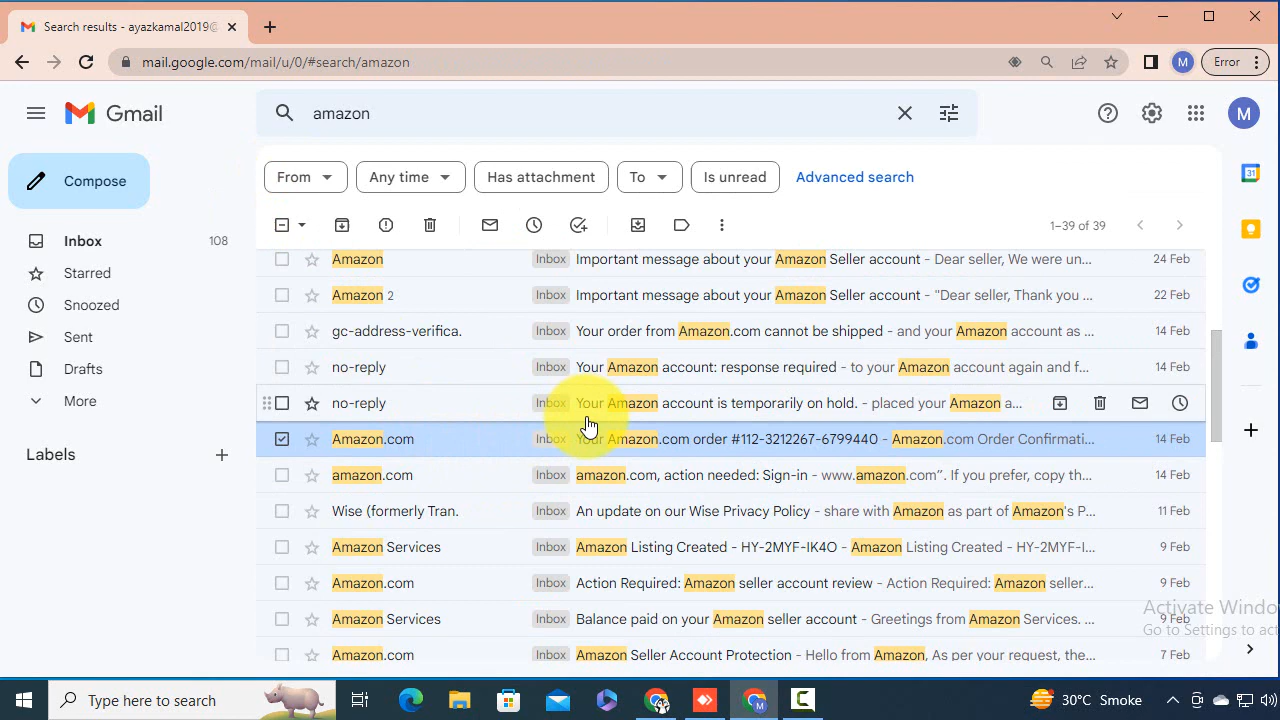 Search results - ayazkamal2019@
mail.google.com/mail/u/0/#search/amazon
M
Error
Gmail
amazon
M
Compose
From
Any time
Has attachment
To
Is unread
Advanced search
1–39 of 39
Inbox 108
Starred
Snoozed
Sent
Drafts
More
Labels
Amazon Inbox Important message about your Amazon Seller account - Dear seller, We were un... 24 Feb
Amazon 2 Inbox Important message about your Amazon Seller account - "Dear seller, Thank you ... 22 Feb
gc-address-verifica. Inbox Your order from Amazon.com cannot be shipped - and your Amazon account as ... 14 Feb
no-reply Inbox Your Amazon account: response required - to your Amazon account again and f... 14 Feb
no-reply Inbox Your Amazon account is temporarily on hold. - placed your Amazon a...
Amazon.com Inbox Your Amazon.com order #112-3212267-6799440 - Amazon.com Order Confirmati... 14 Feb
amazon.com Inbox amazon.com, action needed: Sign-in - www.amazon.com”. If you prefer, copy th... 14 Feb
Wise (formerly Tran. Inbox An update on our Wise Privacy Policy - share with Amazon as part of Amazon's P... 11 Feb
Amazon Services Inbox Amazon Listing Created - HY-2MYF-IK4O - Amazon Listing Created - HY-2MYF-I... 9 Feb
Amazon.com Inbox Action Required: Amazon seller account review - Action Required: Amazon seller... 9 Feb
Amazon Services Inbox Balance paid on your Amazon seller account - Greetings from Amazon Services. ... 9 Feb
Amazon.com Inbox Amazon Seller Account Protection - Hello from Amazon, As per your request, the... 7 Feb
31
Activate Windo
Go to Settings to act
Type here to search
M
30°C Smoke